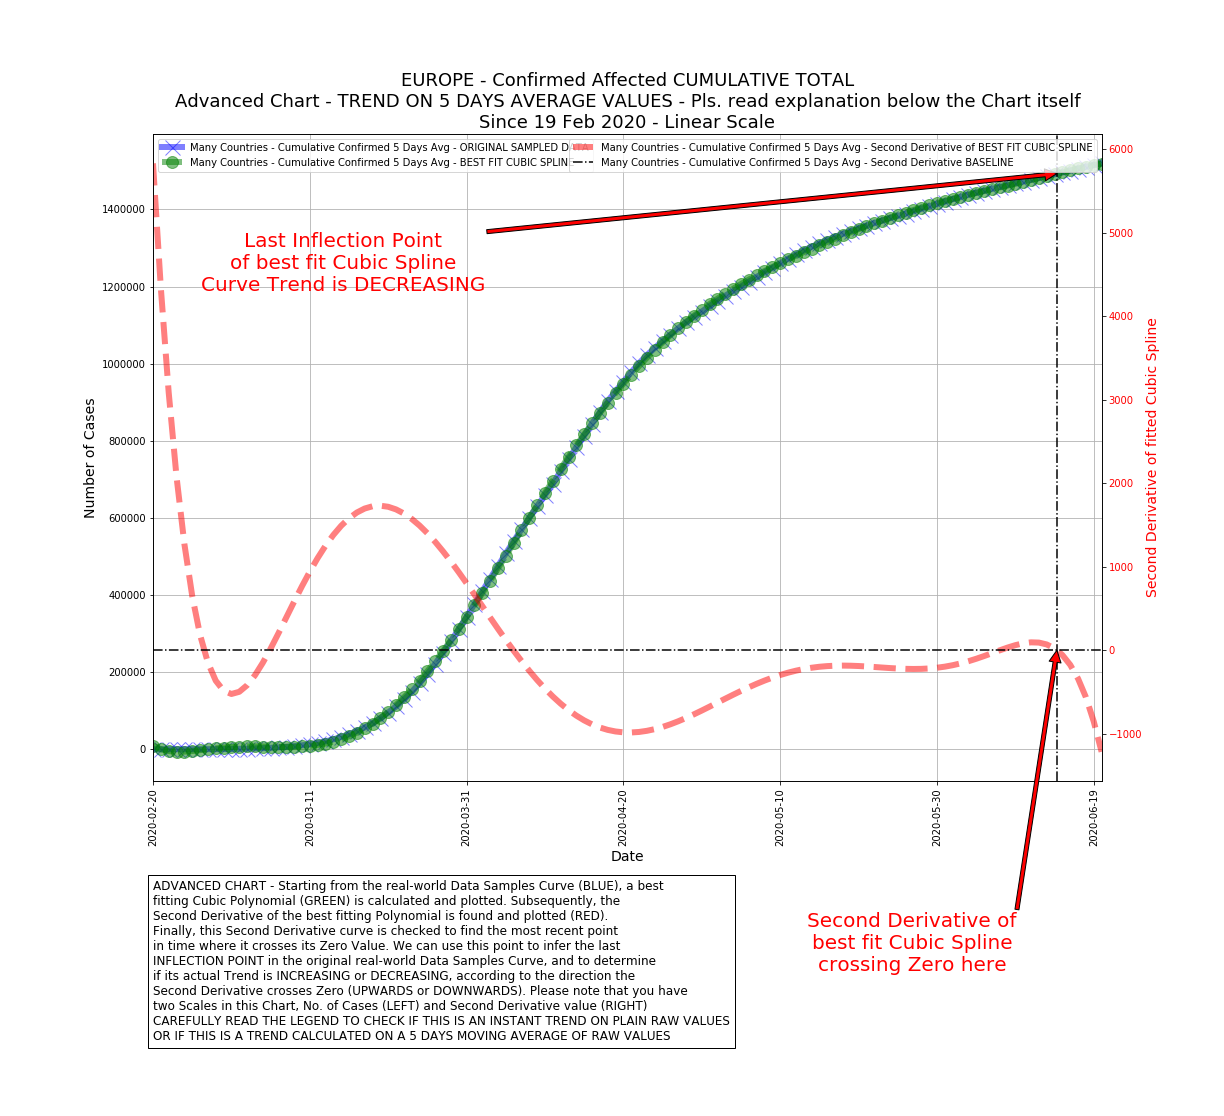 EUROPE - Confirmed Affected CUMULATIVE TOTAL
Advanced Chart - TREND ON 5 DAYS AVERAGE VALUES - Pls. read explanation below the Chart itself
Since 19 Feb 2020 - Linear Scale
Many Countries - Cumulative Confirmed 5 Days Avg - ORIGINAL SAMPLED DATA
Many Countries - Cumulative Confirmed 5 Days Avg - BEST FIT CUBIC SPLINE
Many Countries - Cumulative Confirmed 5 Days Avg - Second Derivative of BEST FIT CUBIC SPLINE
Many Countries - Cumulative Confirmed 5 Days Avg - Second Derivative BASELINE
Last Inflection Point
of best fit Cubic Spline
Curve Trend is DECREASING
Number of Cases
1400000
1200000
1000000
800000
600000
400000
200000
0
6000
5000
4000
3000
2000
1000
0
−1000
Second Derivative of fitted Cubic Spline
2020-02-20
2020-03-11
2020-03-31
2020-04-20
2020-05-10
2020-05-30
2020-06-19
Date
ADVANCED CHART - Starting from the real-world Data Samples Curve (BLUE), a best
fitting Cubic Polynomial (GREEN) is calculated and plotted. Subsequently, the
Second Derivative of the best fitting Polynomial is found and plotted (RED).
Finally, this Second Derivative curve is checked to find the most recent point
in time where it crosses its Zero Value. We can use this point to infer the last
INFLECTION POINT in the original real-world Data Samples Curve, and to determine
if its actual Trend is INCREASING or DECREASING, according to the direction the
Second Derivative crosses Zero (UPWARDS or DOWNWARDS). Please note that you have
two Scales in this Chart, No. of Cases (LEFT) and Second Derivative value (RIGHT)
CAREFULLY READ THE LEGEND TO CHECK IF THIS IS AN INSTANT TREND ON PLAIN RAW VALUES
OR IF THIS IS A TREND CALCULATED ON A 5 DAYS MOVING AVERAGE OF RAW VALUES
Second Derivative of
best fit Cubic Spline
crossing Zero here